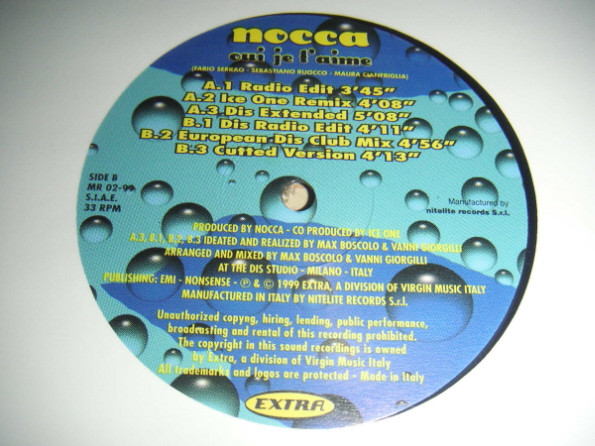 nocca
oui je t'aime
(FABIO SERRAO - SEBASTIANO RUOCCO - MAURA CIANFRIGLIA)
A.1 Radio Edit 3'45"
A.2 Ice One Remix 4'08"
A.3 Dis Extended 5'08"
B.1 Dis Radio Edit 4'11"
B.2 European Dis Club Mix 4'56"
B.3 Cutted Version 4'13"
SIDE B
MR 02-99
S.I.A.E.
33 RPM
Manufactured by
nitelite records S.r.l.
PRODUCED BY NOCCA - CO PRODUCED BY ICE ONE
A.3, B.1, B.2, B.3 IDEATED AND REALIZED BY MAX BOSCOLO & VANNI GIORGILLI
ARRANGED AND MIXED BY MAX BOSCOLO & VANNI GIORGILLI
AT THE DIS STUDIO - MILANO - ITALY
PUBLISHING: EMI - NONSENSE - ℗ & © 1999 EXTRA, A DIVISION OF VIRGIN MUSIC ITALY
MANUFACTURED IN ITALY BY NITELITE RECORDS S.r.l.
Unauthorized copyng, hiring, leading, public performance,
broadcasting and rental of this recording prohibited.
The copyright in this sound recordings is owned
by Extra, a division of Virgin Music Italy
All trademarks and logos are protected - Made in Italy
EXTRA